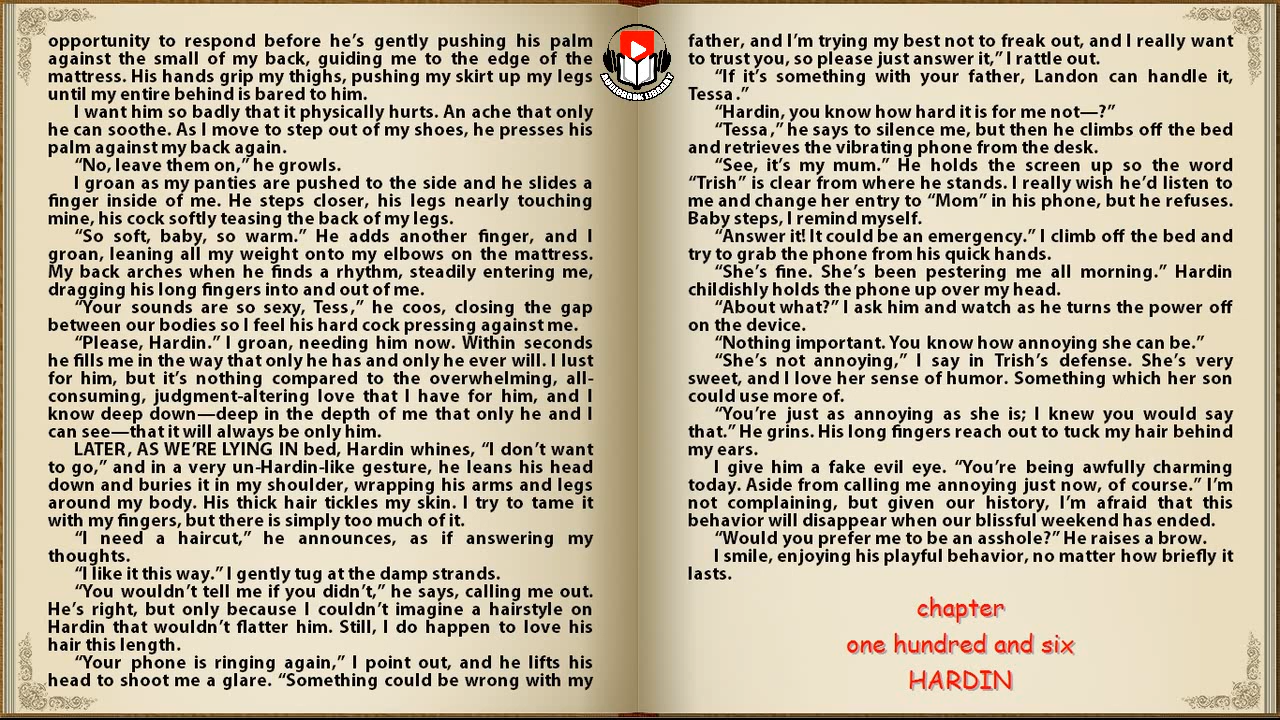 opportunity to respond before he’s gently pushing his palm
against the small of my back, guiding me to the edge of the
mattress. His hands grip my thighs, pushing my skirt up my legs
until my entire behind is bared to him.
I want him so badly that it physically hurts. An ache that only
he can soothe. As I move to step out of my shoes, he presses his
palm against my back again.
“No, leave them on,” he growls.
I groan as my panties are pushed to the side and he slides a
finger inside of me. He steps closer, his legs nearly touching
mine, his cock softly teasing the back of my legs.
“So soft, baby, so warm.” He adds another finger, and I
groan, leaning all my weight onto my elbows on the mattress.
My back arches when he finds a rhythm, steadily entering me,
dragging his long fingers into and out of me.
“Your sounds are so sexy, Tess,” he coos, closing the gap
between our bodies so I feel his hard cock pressing against me.
“Please, Hardin.” I groan, needing him now. Within seconds
he fills me in the way that only he has and only he ever will. I lust
for him, but it’s nothing compared to the overwhelming, all-
consuming, judgment-altering love that I have for him, and I
know deep down—deep in the depth of me that only he and I
can see—that it will always be only him.
LATER, AS WE’RE LYING IN bed, Hardin whines, “I don’t want
to go,” and in a very un-Hardin-like gesture, he leans his head
down and buries it in my shoulder, wrapping his arms and legs
around my body. His thick hair tickles my skin. I try to tame it
with my fingers, but there is simply too much of it.
“I need a haircut,” he announces, as if answering my
thoughts.
“I like it this way.” I gently tug at the damp strands.
“You wouldn’t tell me if you didn’t,” he says, calling me out.
He’s right, but only because I couldn’t imagine a hairstyle on
Hardin that wouldn’t flatter him. Still, I do happen to love his
hair this length.
“Your phone is ringing again,” I point out, and he lifts his
head to shoot me a glare. “Something could be wrong with my
AUDIOBOOK LIBRARY
father, and I’m trying my best not to freak out, and I really want
to trust you, so please just answer it,” I rattle out.
“If it’s something with your father, Landon can handle it,
Tessa.”
“Hardin, you know how hard it is for me not—?”
“Tessa,” he says to silence me, but then he climbs off the bed
and retrieves the vibrating phone from the desk.
“See, it’s my mum.” He holds the screen up so the word
“Trish” is clear from where he stands. I really wish he’d listen to
me and change her entry to “Mom” in his phone, but he refuses.
Baby steps, I remind myself.
“Answer it! It could be an emergency.” I climb off the bed and
try to grab the phone from his quick hands.
“She’s fine. She’s been pestering me all morning.” Hardin
childishly holds the phone up over my head.
“About what?” I ask him and watch as he turns the power off
on the device.
“Nothing important. You know how annoying she can be.”
“She’s not annoying,” I say in Trish’s defense. She’s very
sweet, and I love her sense of humor. Something which her son
could use more of.
“You’re just as annoying as she is; I knew you would say
that.” He grins. His long fingers reach out to tuck my hair behind
my ears.
I give him a fake evil eye. “You’re being awfully charming
today. Aside from calling me annoying just now, of course.” I’m
not complaining, but given our history, I’m afraid that this
behavior will disappear when our blissful weekend has ended.
“Would you prefer me to be an asshole?” He raises a brow.
I smile, enjoying his playful behavior, no matter how briefly it
lasts.
chapter
one hundred and six
HARDIN